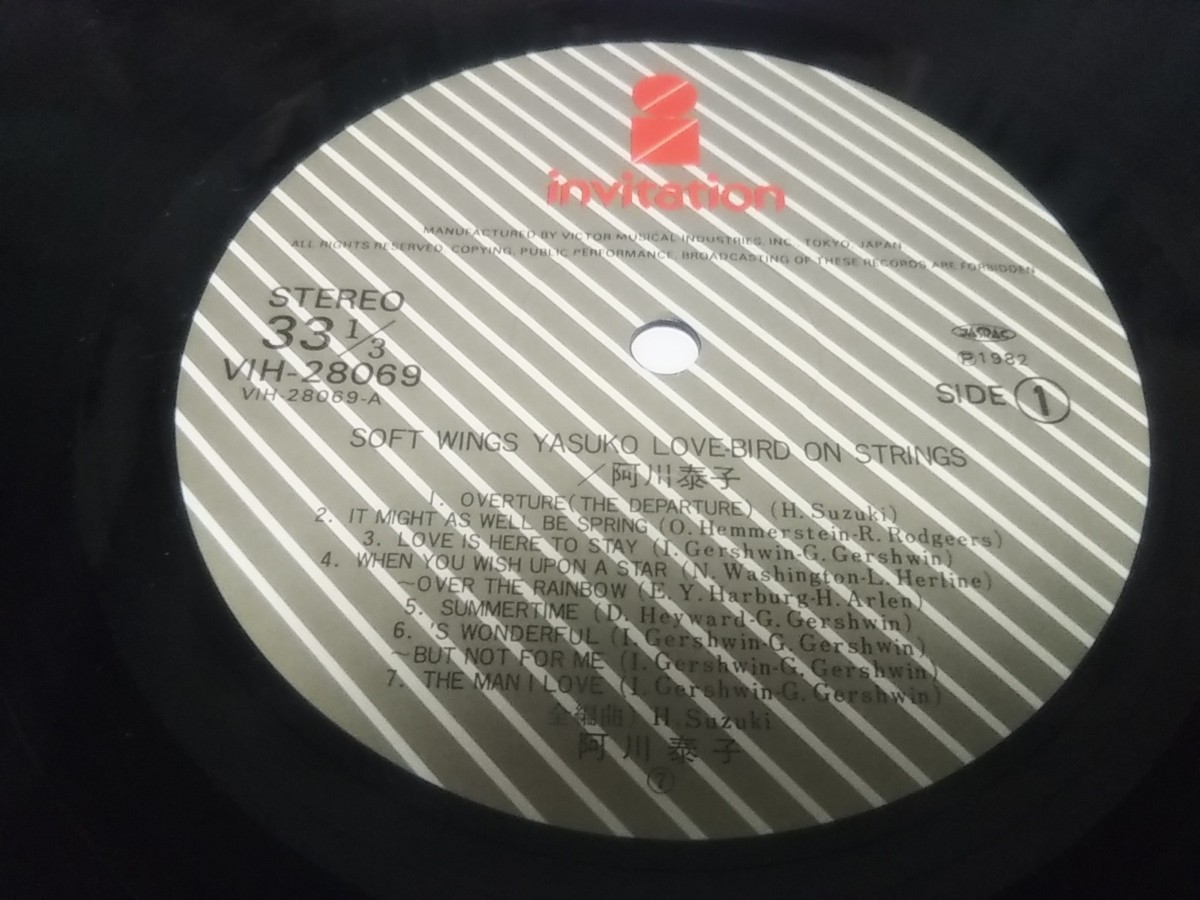 invitation
MANUFACTURED BY VICTOR MUSICAL INDUSTRIES, INC., TOKYO, JAPAN
ALL RIGHTS RESERVED. COPYING, PUBLIC PERFORMANCE, BROADCASTING OF THESE RECORDS ARE FORBIDDEN
STEREO
33 1/3
VIH-28069
VIH-28069-A
JASRAC
Ⓟ1982
SIDE 1
SOFT WINGS YASUKO LOVE-BIRD ON STRINGS
／阿川泰子
1. OVERTURE(THE DEPARTURE) (H. Suzuki)
2. IT MIGHT AS WELL BE SPRING (O. Hemmerstein-R. Rodgeers)
3. LOVE IS HERE TO STAY (I. Gershwin-G. Gershwin)
4. WHEN YOU WISH UPON A STAR (N. Washington-L. Herline)
～OVER THE RAINBOW (E. Y. Harburg-H. Arlen)
5. SUMMERTIME (D. Heyward-G. Gershwin)
6. 'S WONDERFUL (I. Gershwin-G. Gershwin)
～BUT NOT FOR ME (I. Gershwin-G. Gershwin)
7. THE MAN I LOVE (I. Gershwin-G. Gershwin)
全編曲) H. Suzuki
阿川泰子
⑦